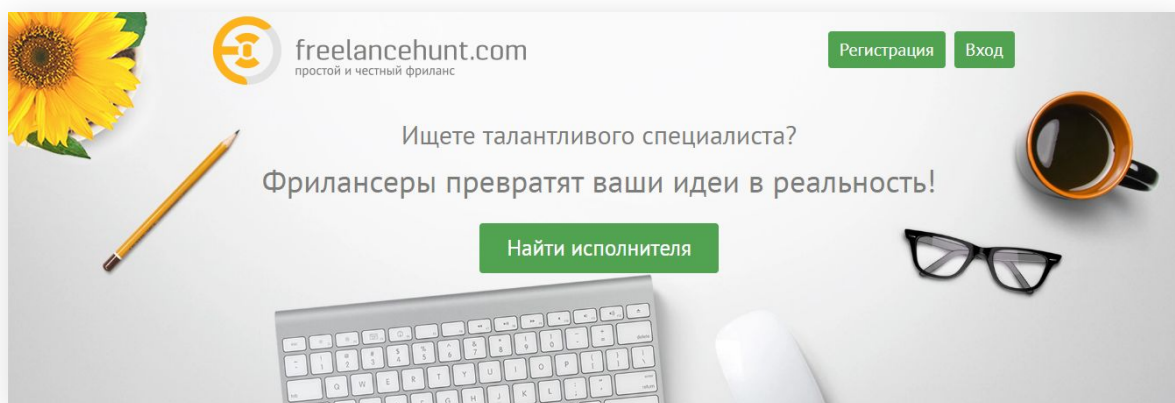 freelancehunt.com
простой и честный фриланс
Регистрация
Вход
Ищете талантливого специалиста?
Фрилансеры превратят ваши идеи в реальность!
Найти исполнителя